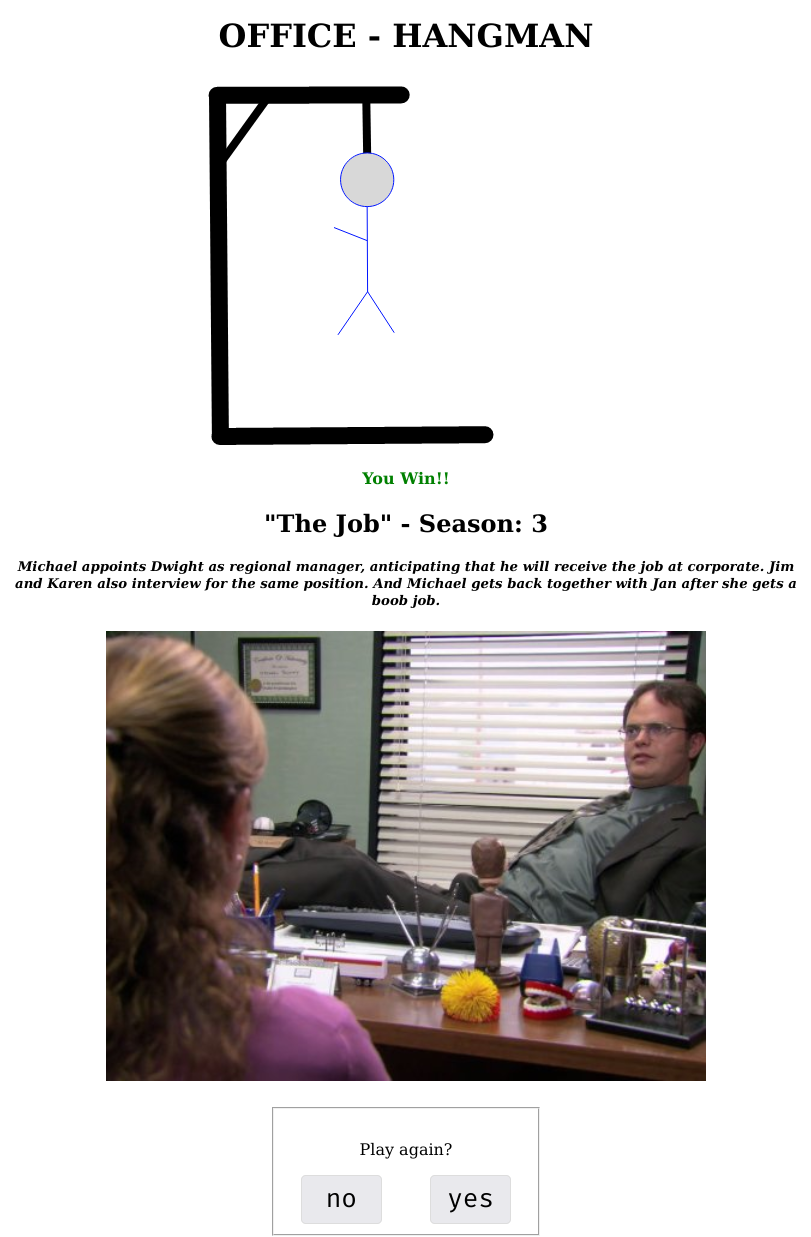 OFFICE - HANGMAN
You Win!!
"The Job" - Season: 3
Michael appoints Dwight as regional manager, anticipating that he will receive the job at corporate. Jim
and Karen also interview for the same position. And Michael gets back together with Jan after she gets a
boob job.
Play again?
no yes